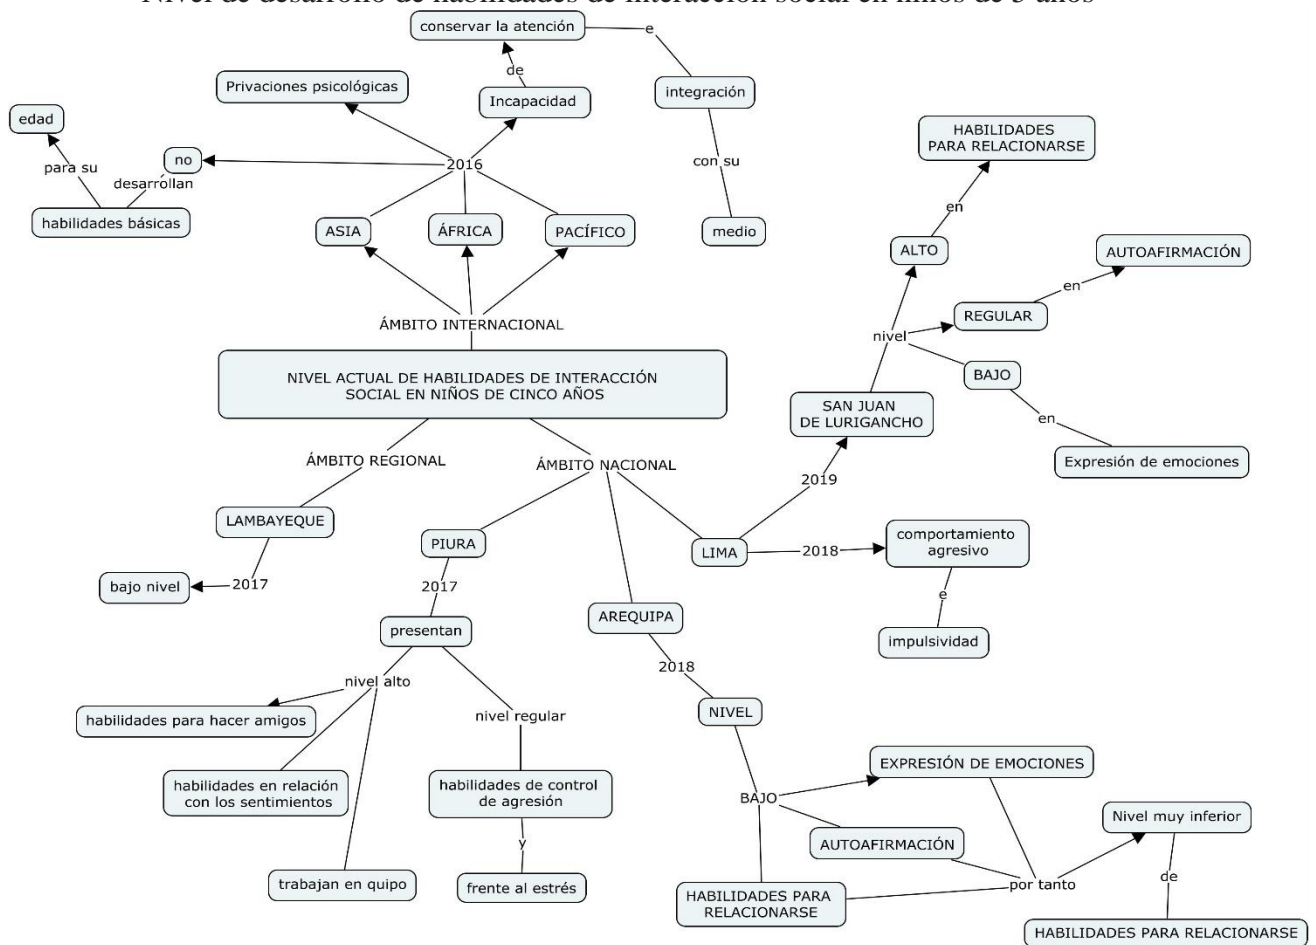 Nivel de desarrollo de habilidades de interacción social en niños de 5 años
conservar la atención
e
de
Privaciones psicológicas
Incapacidad
integración
edad
para su
no
desarrollan
habilidades básicas
2016
con su
medio
ASIA
ÁFRICA
PACÍFICO
ÁMBITO INTERNACIONAL
HABILIDADES
PARA RELACIONARSE
en
ALTO
AUTOAFIRMACIÓN
en
REGULAR
nivel
BAJO
en
Expresión de emociones
SAN JUAN
DE LURIGANCHO
2019
NIVEL ACTUAL DE HABILIDADES DE INTERACCIÓN
SOCIAL EN NIÑOS DE CINCO AÑOS
ÁMBITO REGIONAL
ÁMBITO NACIONAL
LAMBAYEQUE
2017
bajo nivel
PIURA
2017
presentan
nivel alto
habilidades para hacer amigos
habilidades en relación
con los sentimientos
trabajan en quipo
nivel regular
habilidades de control
de agresión
y
frente al estrés
LIMA
2018
comportamiento
agresivo
e
impulsividad
AREQUIPA
2018
NIVEL
BAJO
EXPRESIÓN DE EMOCIONES
AUTOAFIRMACIÓN
HABILIDADES PARA
RELACIONARSE
por tanto
Nivel muy inferior
de
HABILIDADES PARA RELACIONARSE